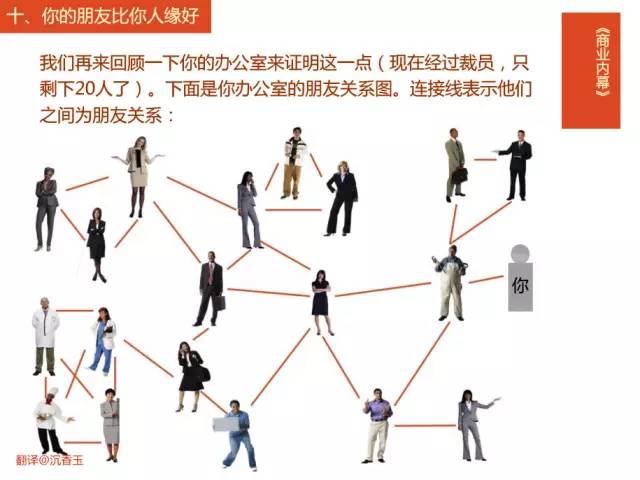 十、你的朋友比你人缘好
《商业内幕》
我们再来回顾一下你的办公室来证明这一点（现在经过裁员，只
剩下20人了）。下面是你办公室的朋友关系图。连接线表示他们
之间为朋友关系：
你
翻译@沉香玉